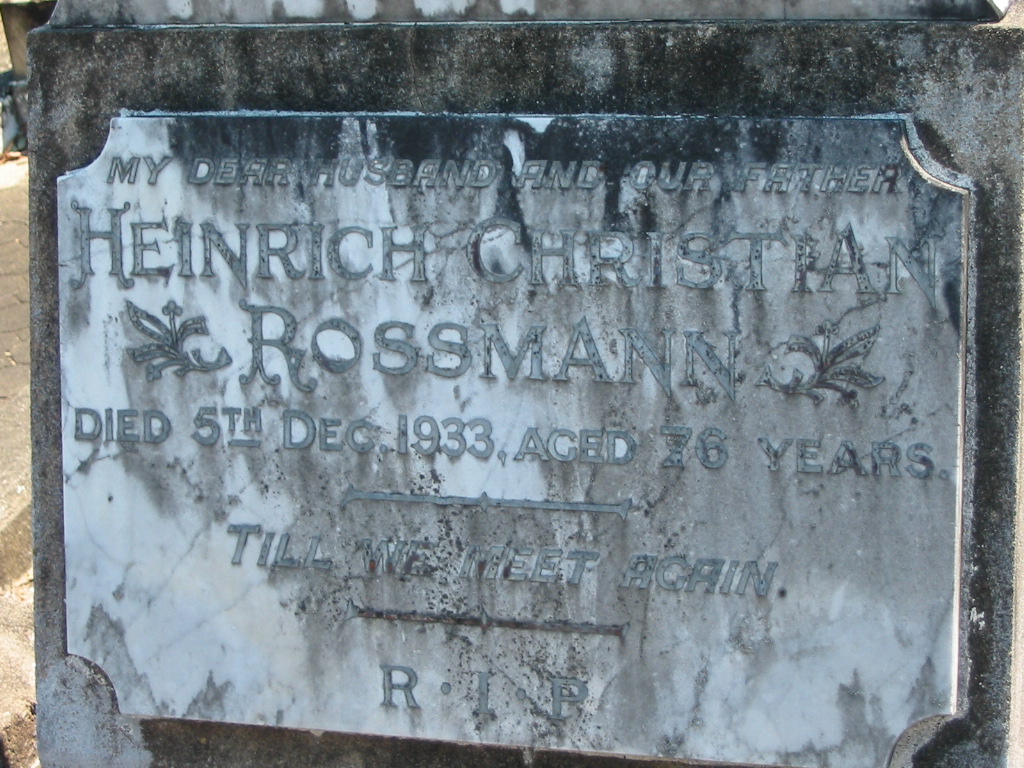 MY DEAR HUSBAND AND OUR FATHER
HEINRICH CHRISTIAN
ROSSMANN
DIED 5TH DEC. 1933, AGED 76 YEARS.
TILL WE MEET AGAIN
R · I · P